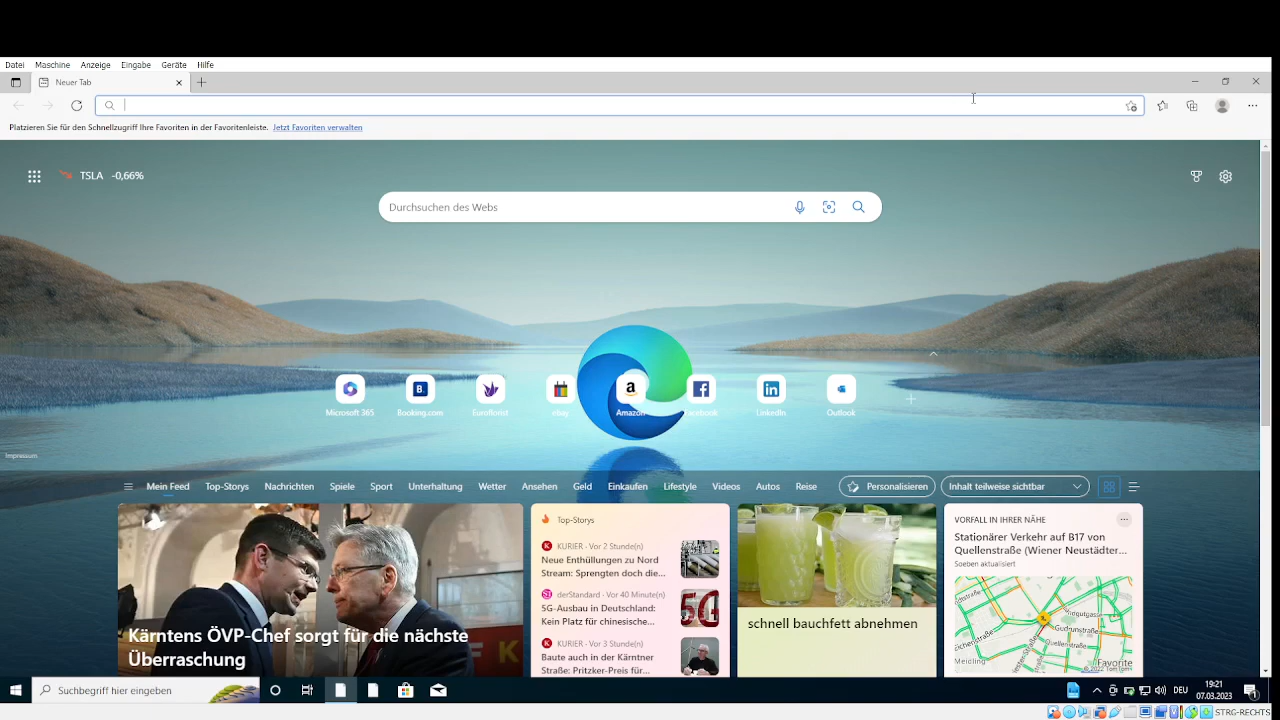 Datei Maschine Anzeige Eingabe Geräte Hilfe
Neuer Tab
Platzieren Sie für den Schnellzugriff Ihre Favoriten in der Favoritenleiste. Jetzt Favoriten verwalten
TSLA -0,66%
Durchsuchen des Webs
Microsoft 365
Booking.com
Euroflorist
ebay
Amazon
Facebook
LinkedIn
Outlook
Impressum
Mein Feed Top-Storys Nachrichten Spiele Sport Unterhaltung Wetter Ansehen Geld Einkaufen Lifestyle Videos Autos Reise Personalisieren Inhalt teilweise sichtbar
Kärntens ÖVP-Chef sorgt für die nächste
Überraschung
Top-Storys
KURIER - Vor 2 Stunde(n)
Neue Enthüllungen zu Nord
Stream: Sprengten doch die...
derStandard - Vor 40 Minute(n)
5G-Ausbau in Deutschland:
Kein Platz für chinesische...
KURIER - Vor 3 Stunde(n)
Baute auch in der Kärntner
Straße: Pritzker-Preis für...
schnell bauchfett abnehmen
VORFALL IN IHRER NÄHE
Stationärer Verkehr auf B17 von
Quellenstraße (Wiener Neustädter...
Soeben aktualisiert
Gudrunstraße
Meidling
Favorite
© 2022 TomTom
Suchbegriff hier eingeben
DEU
19:21
07.03.2023
STRG-RECHTS